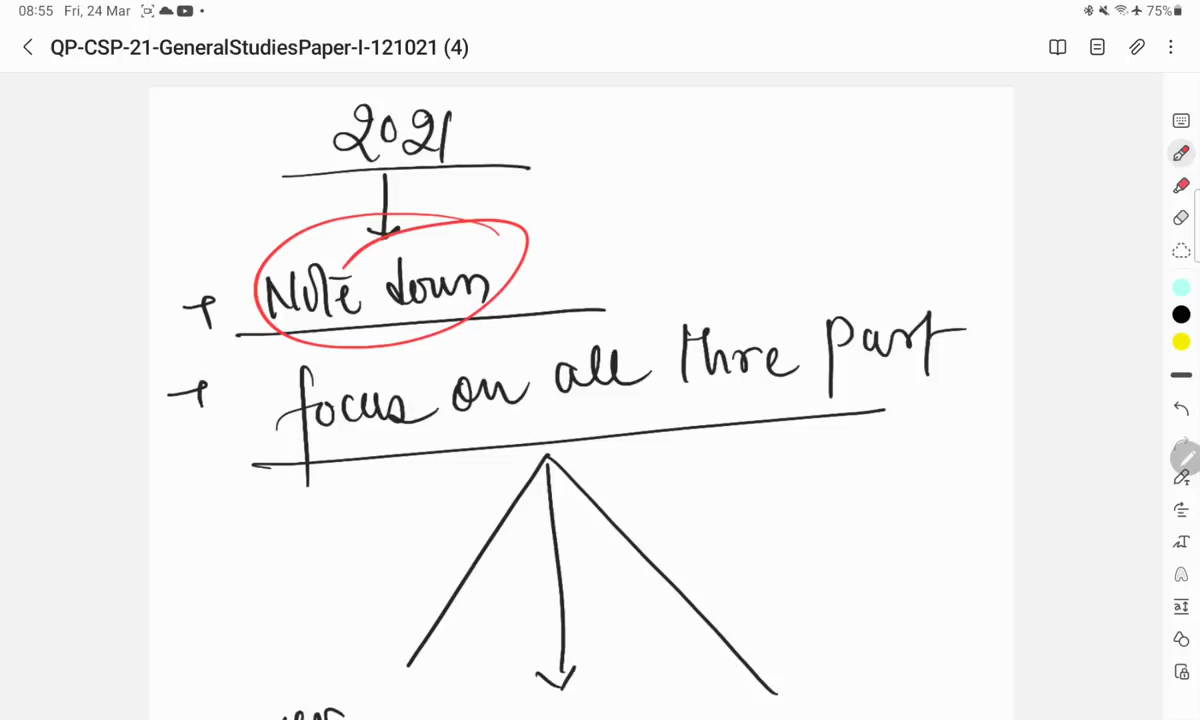 08:55 Fri, 24 Mar 75%
QP-CSP-21-GeneralStudiesPaper-I-121021 (4)
2021
Note down
focus on all thre part